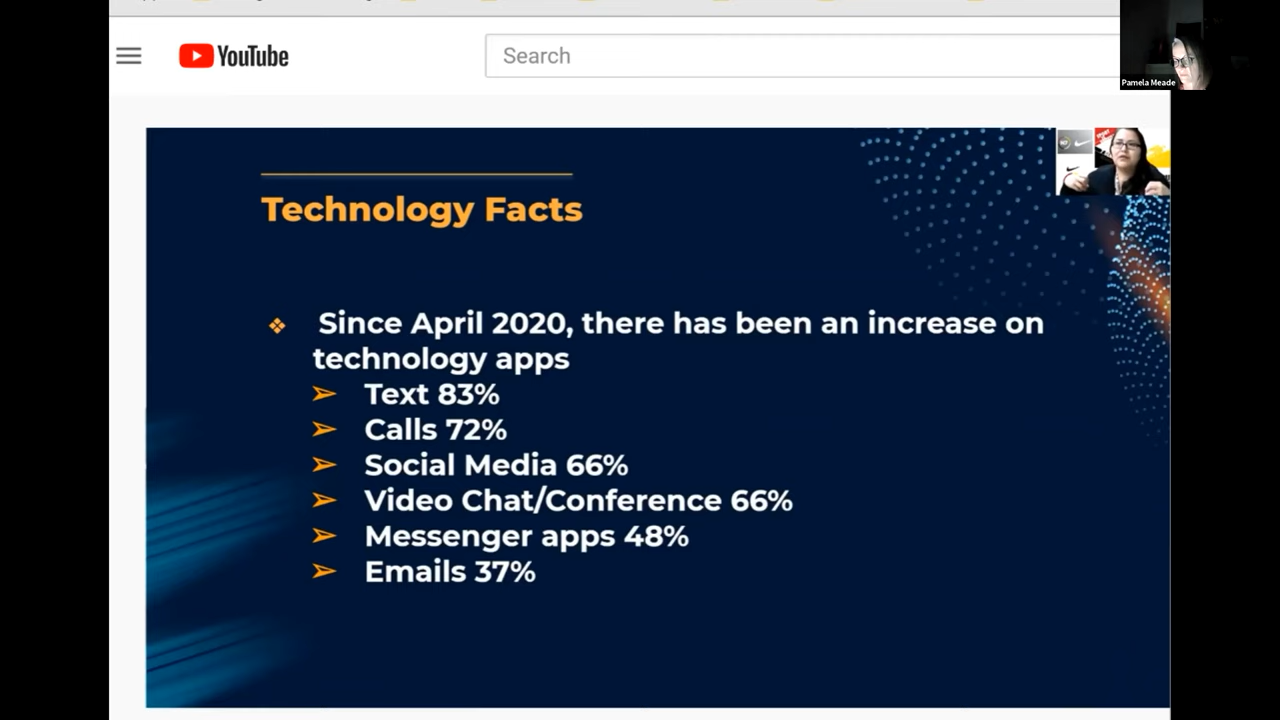 YouTube
Search
Pamela Meade
Technology Facts
❖ Since April 2020, there has been an increase on
technology apps
➢ Text 83%
➢ Calls 72%
➢ Social Media 66%
➢ Video Chat/Conference 66%
➢ Messenger apps 48%
➢ Emails 37%